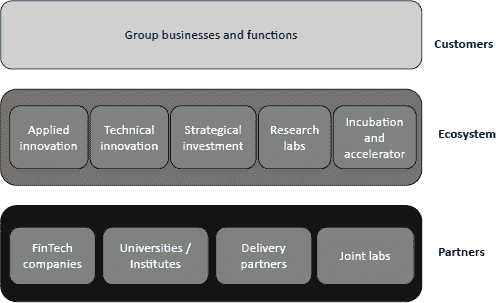 Group businesses and functions
Customers
Applied
innovation
Technical
innovation
Strategical
investment
Research
labs
Incubation
and
accelerator
Ecosystem
FinTech
companies
Universities /
Institutes
Delivery
partners
Joint labs
Partners